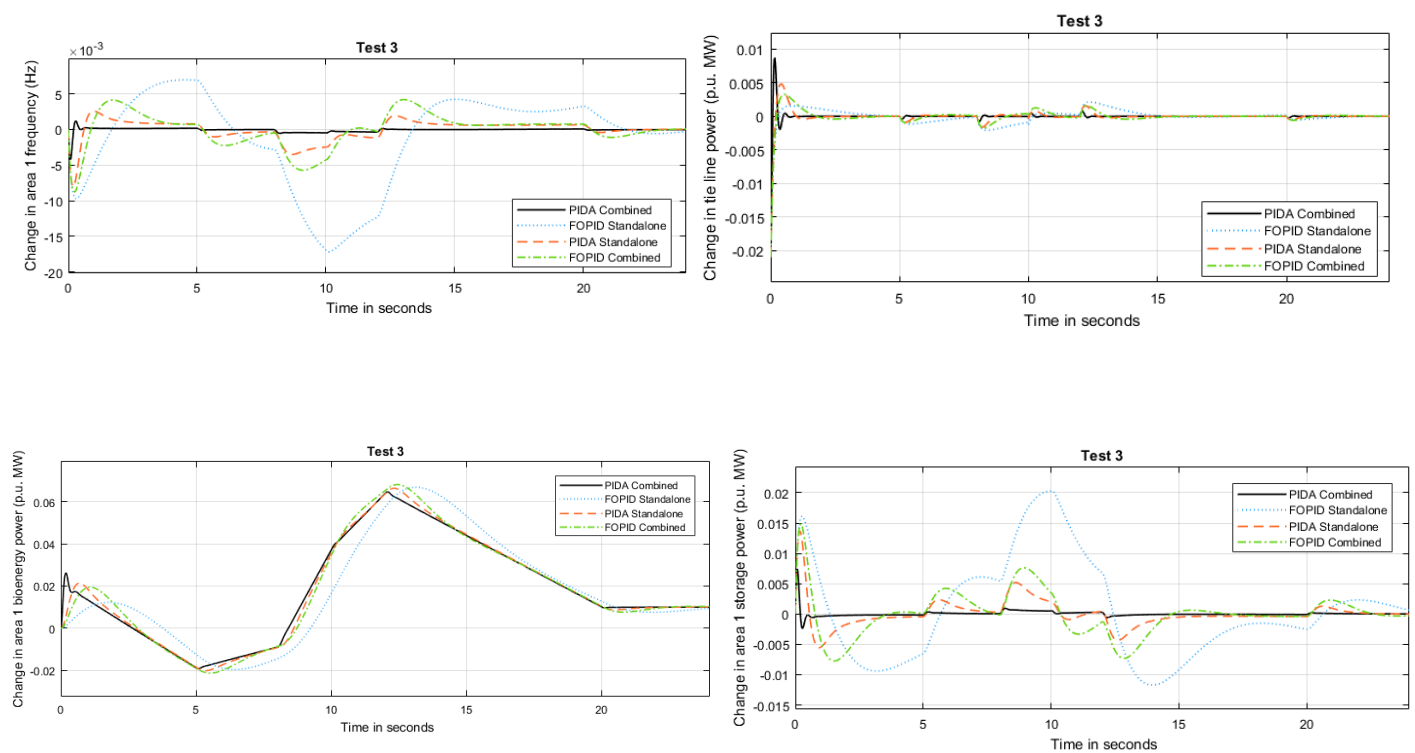 Test 3
×10⁻³
Change in area 1 frequency (Hz)
5
0
-5
-10
-15
-20
0
5
10
15
20
Time in seconds
PIDA Combined
FOPID Standalone
PIDA Standalone
FOPID Combined
Test 3
Change in tie line power (p.u. MW)
0.01
0.005
0
-0.005
-0.01
-0.015
-0.02
0
5
10
15
20
Time in seconds
PIDA Combined
FOPID Standalone
PIDA Standalone
FOPID Combined
Test 3
Change in area 1 bioenergy power (p.u. MW)
0.06
0.04
0.02
0
-0.02
0
5
10
15
20
Time in seconds
PIDA Combined
FOPID Standalone
PIDA Standalone
FOPID Combined
Test 3
Change in area 1 storage power (p.u. MW)
0.02
0.015
0.01
0.005
0
-0.005
-0.01
-0.015
0
5
10
15
20
Time in seconds
PIDA Combined
FOPID Standalone
PIDA Standalone
FOPID Combined